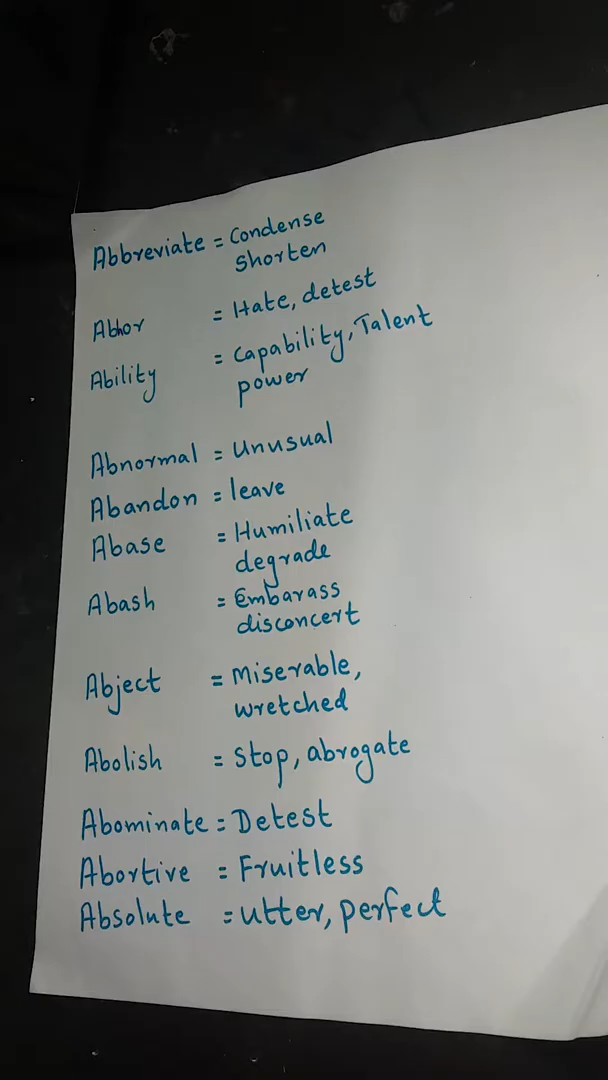 Abbreviate = Condense
shorten
Abhor = Hate, detest
Ability = Capability, Talent
power
Abnormal = Unusual
Abandon = leave
Abase = Humiliate
degrade
Abash = Embarass
disconcert
Abject = Miserable,
wretched
Abolish = Stop, abrogate
Abominate = Detest
Abortive = Fruitless
Absolute = utter, perfect